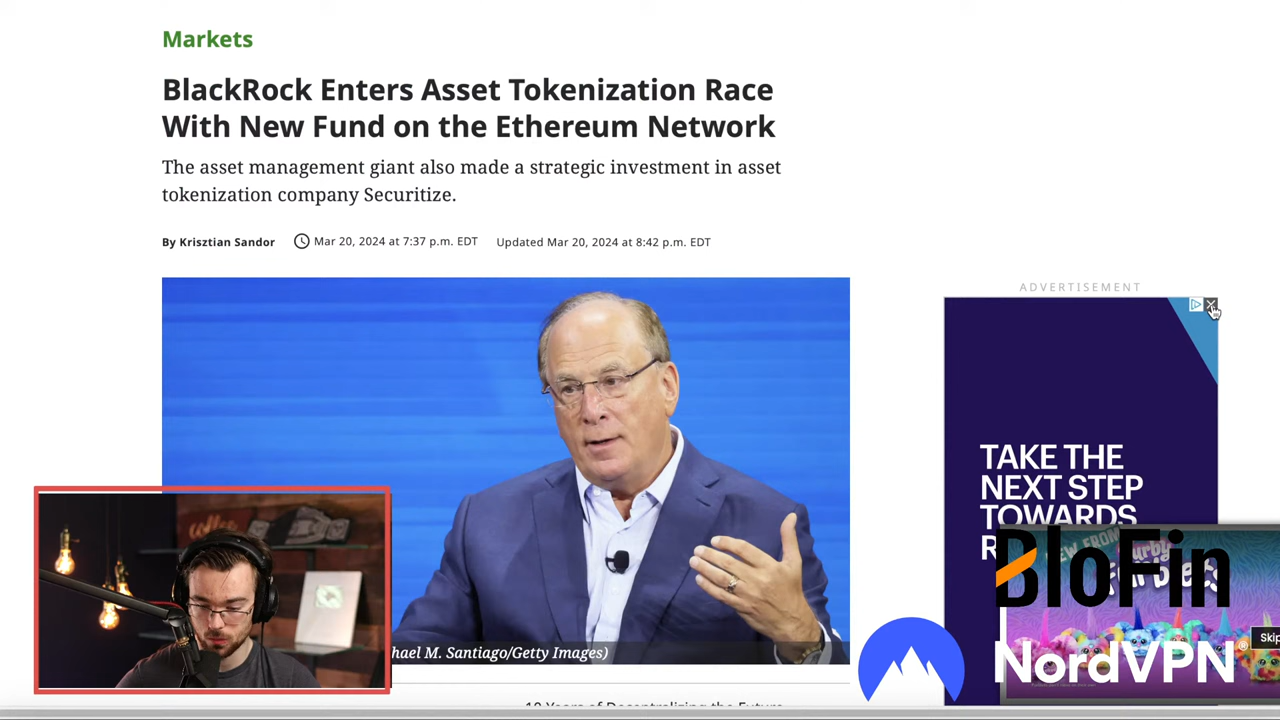 Markets
BlackRock Enters Asset Tokenization Race
With New Fund on the Ethereum Network
The asset management giant also made a strategic investment in asset
tokenization company Securitize.
By Krisztian Sandor Mar 20, 2024 at 7:37 p.m. EDT Updated Mar 20, 2024 at 8:42 p.m. EDT
ADVERTISEMENT
TAKE THE
NEXT STEP
TOWARDS
BloFin
Skip
NordVPN
hael M. Santiago/Getty Images)
coffee